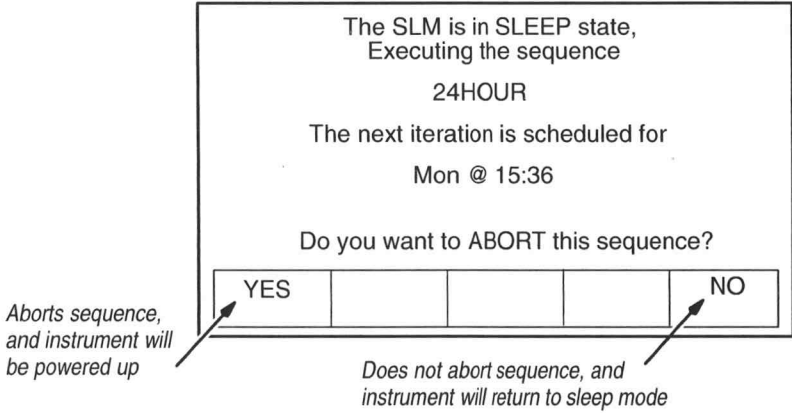 The SLM is in SLEEP state,
Executing the sequence
24HOUR
The next iteration is scheduled for
Mon @ 15:36
Do you want to ABORT this sequence?
YES
NO
Aborts sequence,
and instrument will
be powered up
Does not abort sequence, and
instrument will return to sleep mode